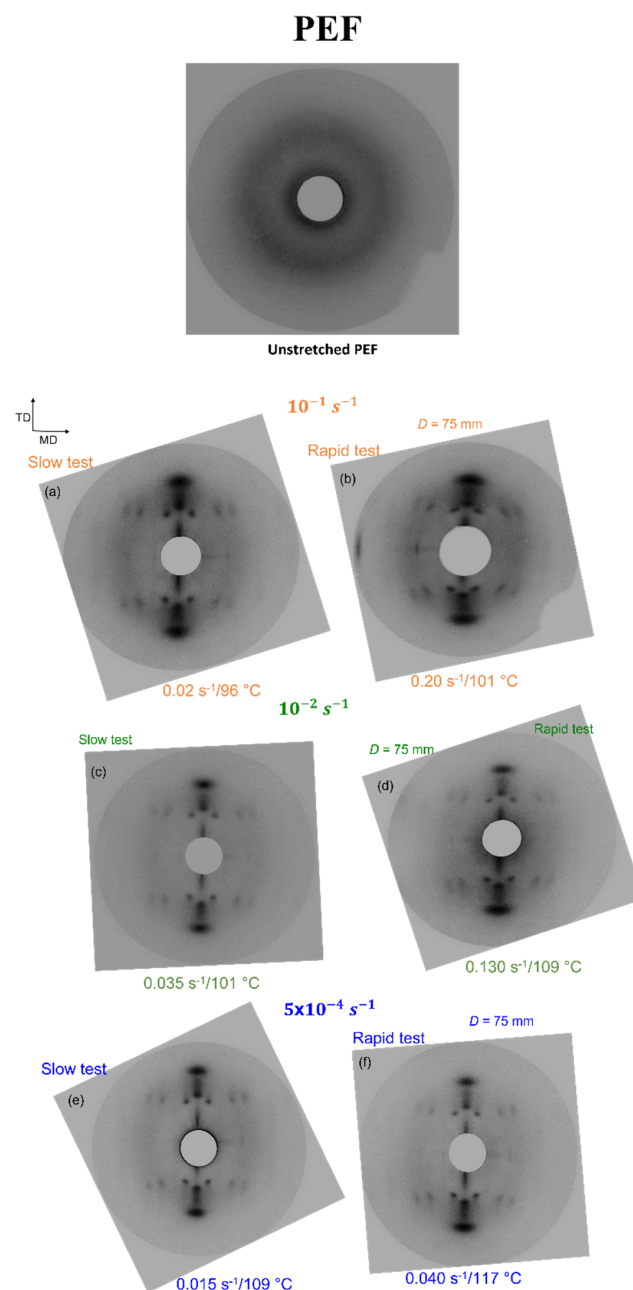 PEF
Unstretched PEF
TD
MD
10⁻¹ s⁻¹
D = 75 mm
Slow test
Rapid test
(a)
(b)
0.02 s⁻¹/96 °C
0.20 s⁻¹/101 °C
10⁻² s⁻¹
Slow test
D = 75 mm
Rapid test
(c)
(d)
0.035 s⁻¹/101 °C
0.130 s⁻¹/109 °C
5x10⁻⁴ s⁻¹
D = 75 mm
Slow test
Rapid test
(e)
(f)
0.015 s⁻¹/109 °C
0.040 s⁻¹/117 °C